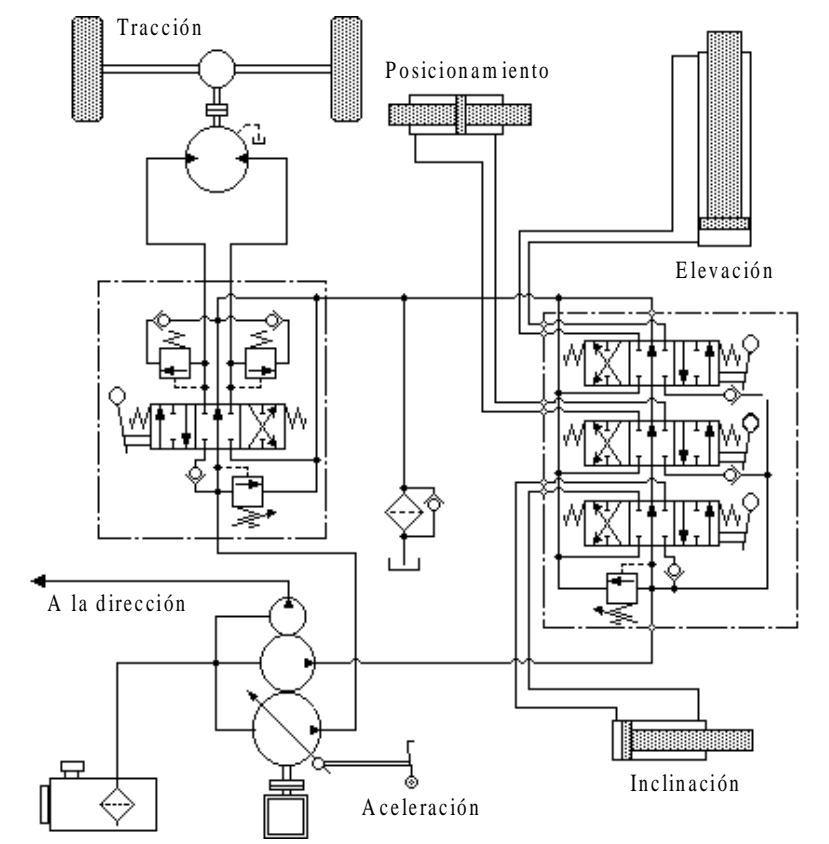 Tracción
Posicionamiento
Elevación
A la dirección
Inclinación
Aceleración